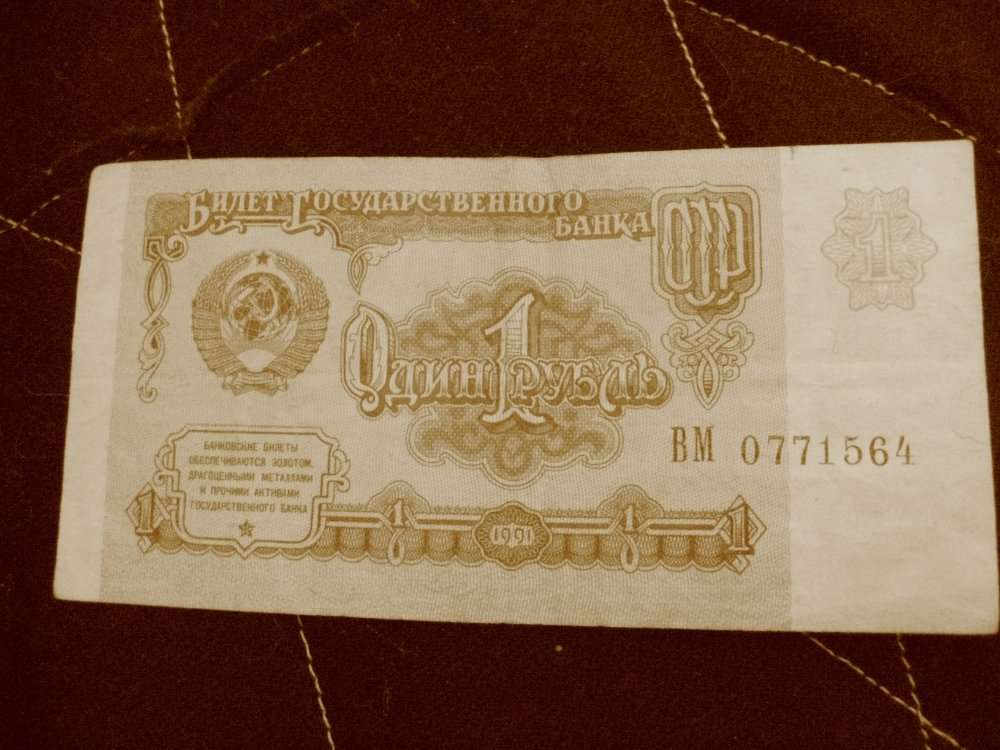 Билет Государственного
Банка
СССР
1
Один 1 рубль
ВМ 0771564
БАНКОВСКИЕ БИЛЕТЫ
ОБЕСПЕЧИВАЮТСЯ ЗОЛОТОМ,
ДРАГОЦЕННЫМИ МЕТАЛЛАМИ
И ПРОЧИМИ АКТИВАМИ
ГОСУДАРСТВЕННОГО БАНКА
1 1 1991 1 1